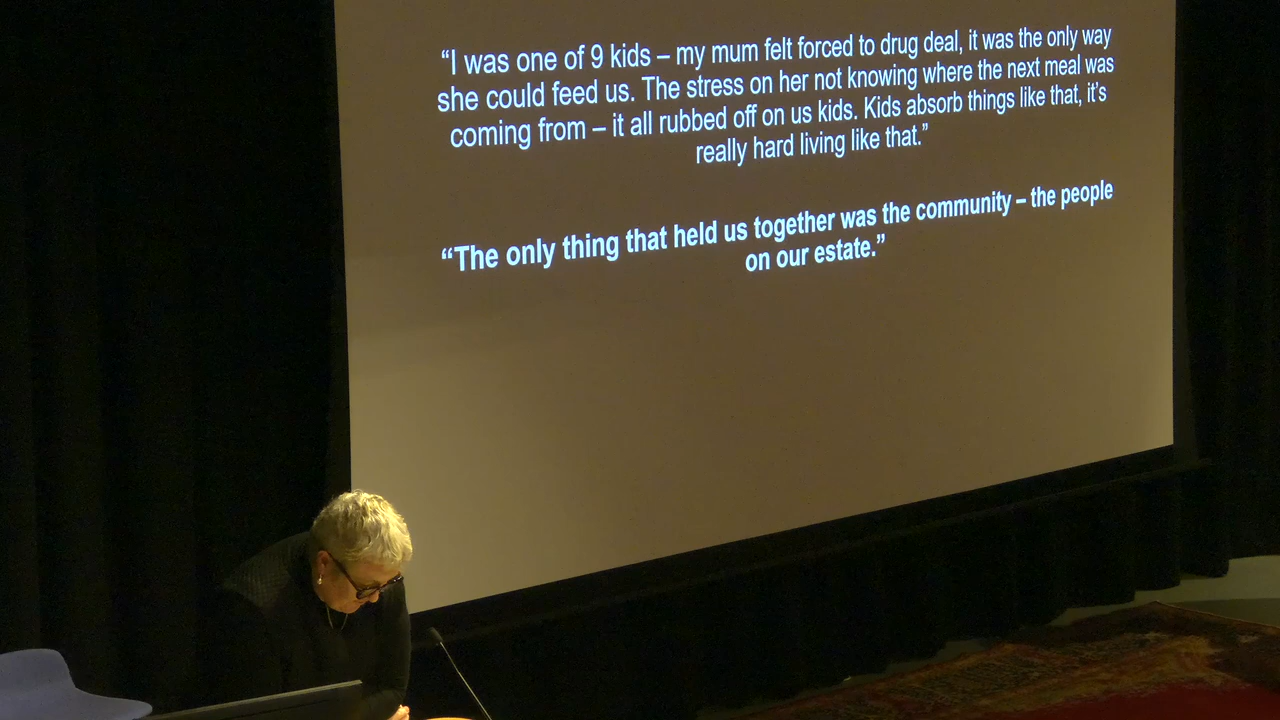 “I was one of 9 kids – my mum felt forced to drug deal, it was the only way
she could feed us. The stress on her not knowing where the next meal was
coming from – it all rubbed off on us kids. Kids absorb things like that, it’s
really hard living like that.”
“The only thing that held us together was the community – the people
on our estate.”